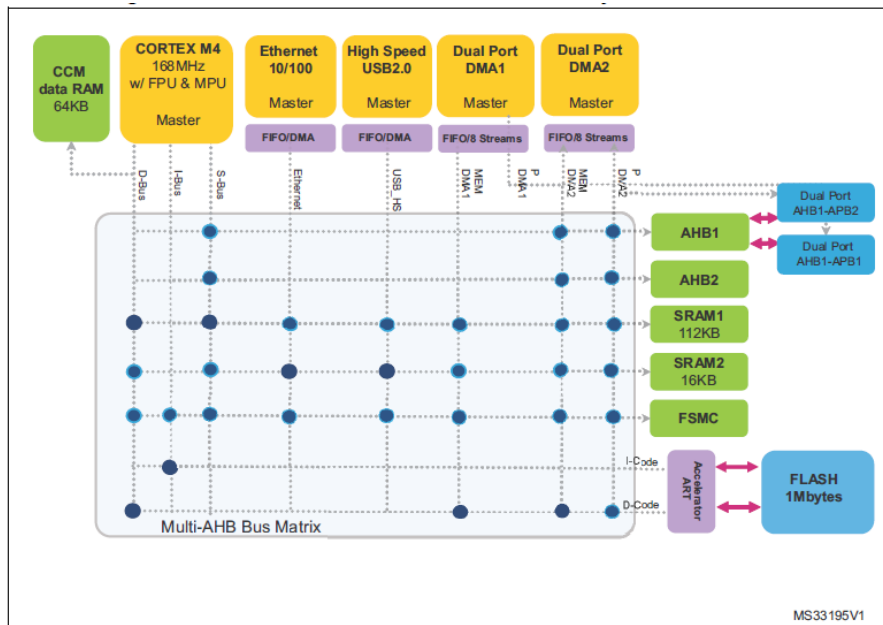 CCM
data RAM
64KB
CORTEX M4
168MHz
w/ FPU & MPU
Master
Ethernet
10/100
Master
High Speed
USB2.0
Master
Dual Port
DMA1
Master
Dual Port
DMA2
Master
FIFO/DMA
FIFO/DMA
FIFO/8 Streams
FIFO/8 Streams
D-Bus
I-Bus
S-Bus
Ethernet
USB_HS
MEM
DMA1
P
DMA1
MEM
DMA2
P
DMA2
Dual Port
AHB1-APB2
Dual Port
AHB1-APB1
AHB1
AHB2
SRAM1
112KB
SRAM2
16KB
FSMC
I-Code
D-Code
Accelerator
ART
FLASH
1Mbytes
Multi-AHB Bus Matrix
MS33195V1